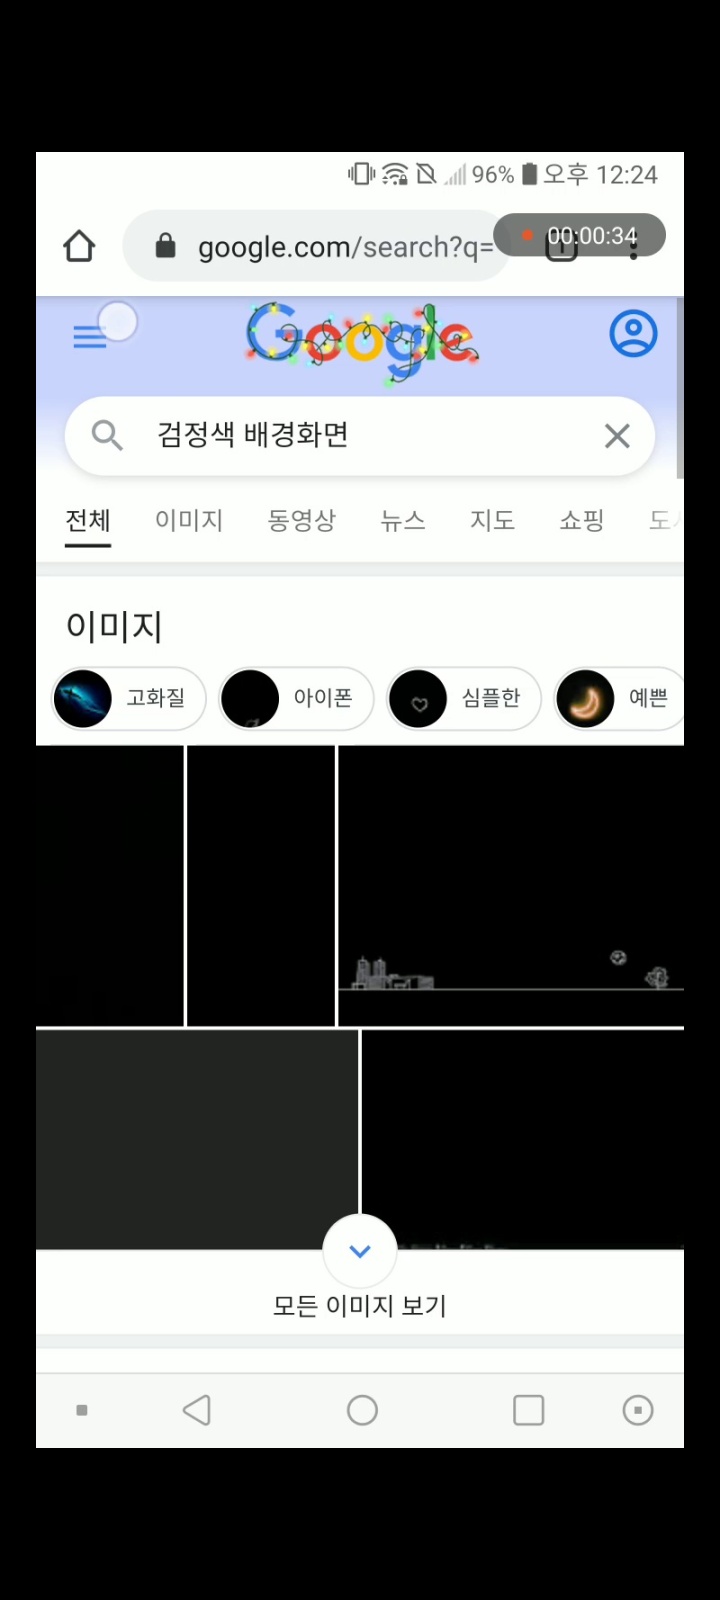 96% 오후 12:24
google.com/search?q=
00:00:34
Google
검정색 배경화면
전체 이미지 동영상 뉴스 지도 쇼핑
이미지
고화질 아이폰 심플한 예쁜
모든 이미지 보기